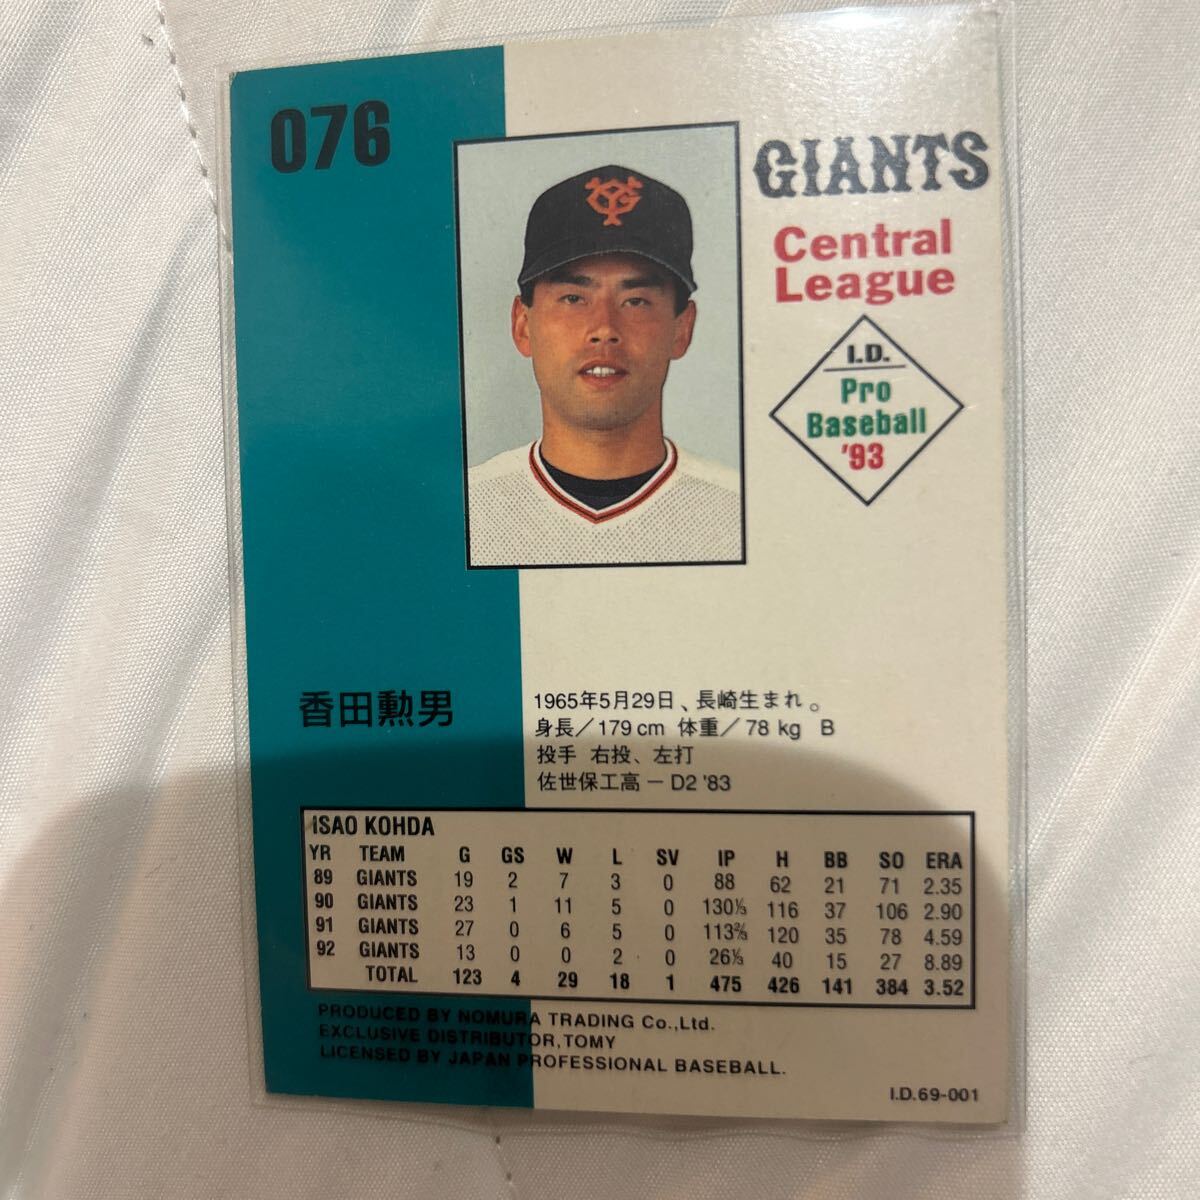 076
GIANTS
Central
League
I.D.
Pro
Baseball
'93
香田勲男
1965年5月29日、長崎生まれ。
身長／179 cm 体重／78 kg B
投手 右投、左打
佐世保工高 － D2 '83
ISAO KOHDA
YR TEAM G GS W L SV IP H BB SO ERA
89 GIANTS 19 2 7 3 0 88 62 21 71 2.35
90 GIANTS 23 1 11 5 0 130⅓ 116 37 106 2.90
91 GIANTS 27 0 6 5 0 113⅔ 120 35 78 4.59
92 GIANTS 13 0 0 2 0 26⅓ 40 15 27 8.89
TOTAL 123 4 29 18 1 475 426 141 384 3.52
PRODUCED BY NOMURA TRADING Co.,Ltd.
EXCLUSIVE DISTRIBUTOR,TOMY
LICENSED BY JAPAN PROFESSIONAL BASEBALL.
I.D.69-001